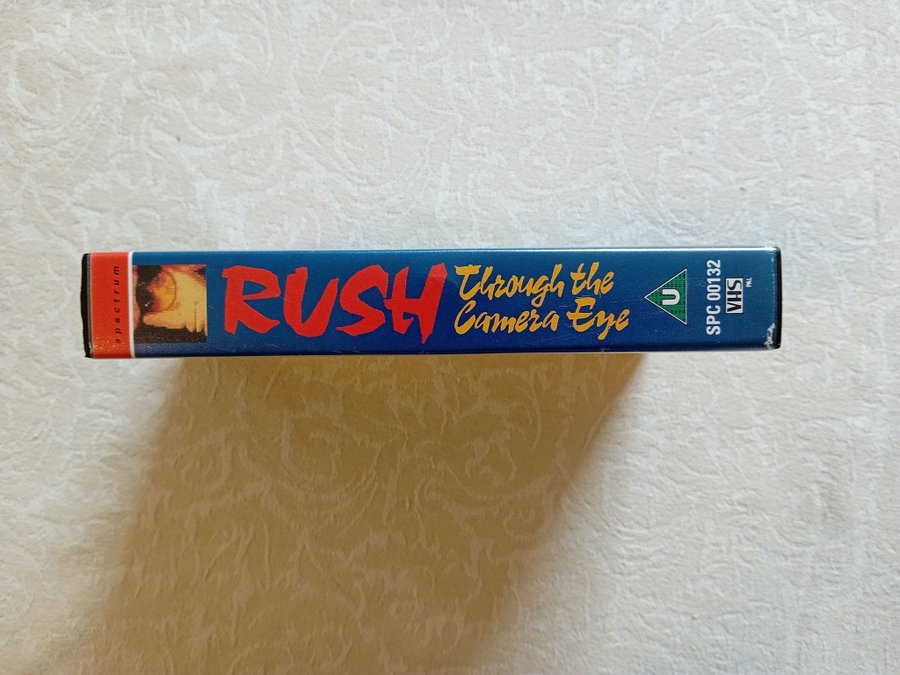 spectrum
RUSH
Through the
Camera Eye
U
SPC 00132
VHS
PAL